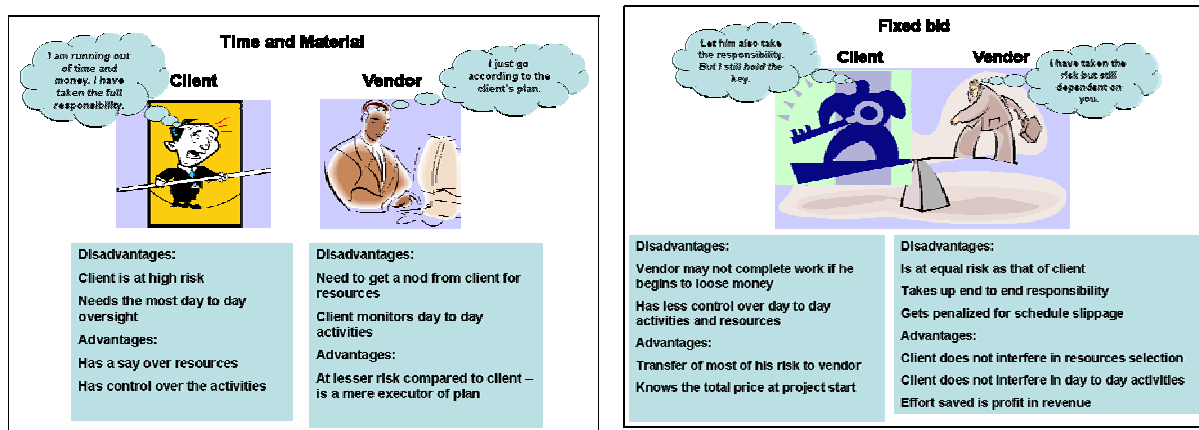 Time and Material
I am running out
of time and
money. I have
taken the full
responsibility.
Client
Vendor
I just go
according to the
client's plan.
Disadvantages:
Client is at high risk
Needs the most day to day
oversight
Advantages:
Has a say over resources
Has control over the activities
Disadvantages:
Need to get a nod from client for
resources
Client monitors day to day
activities
Advantages:
At lesser risk compared to client –
is a mere executor of plan
Fixed bid
Let him also take
the responsibility.
But I still hold the
key.
Client
Vendor
I have taken the
risk but still
dependent on
you.
Disadvantages:
Vendor may not complete work if he
begins to loose money
Has less control over day to day
activities and resources
Advantages:
Transfer of most of his risk to vendor
Knows the total price at project start
Disadvantages:
Is at equal risk as that of client
Takes up end to end responsibility
Gets penalized for schedule slippage
Advantages:
Client does not interfere in resources selection
Client does not interfere in day to day activities
Effort saved is profit in revenue